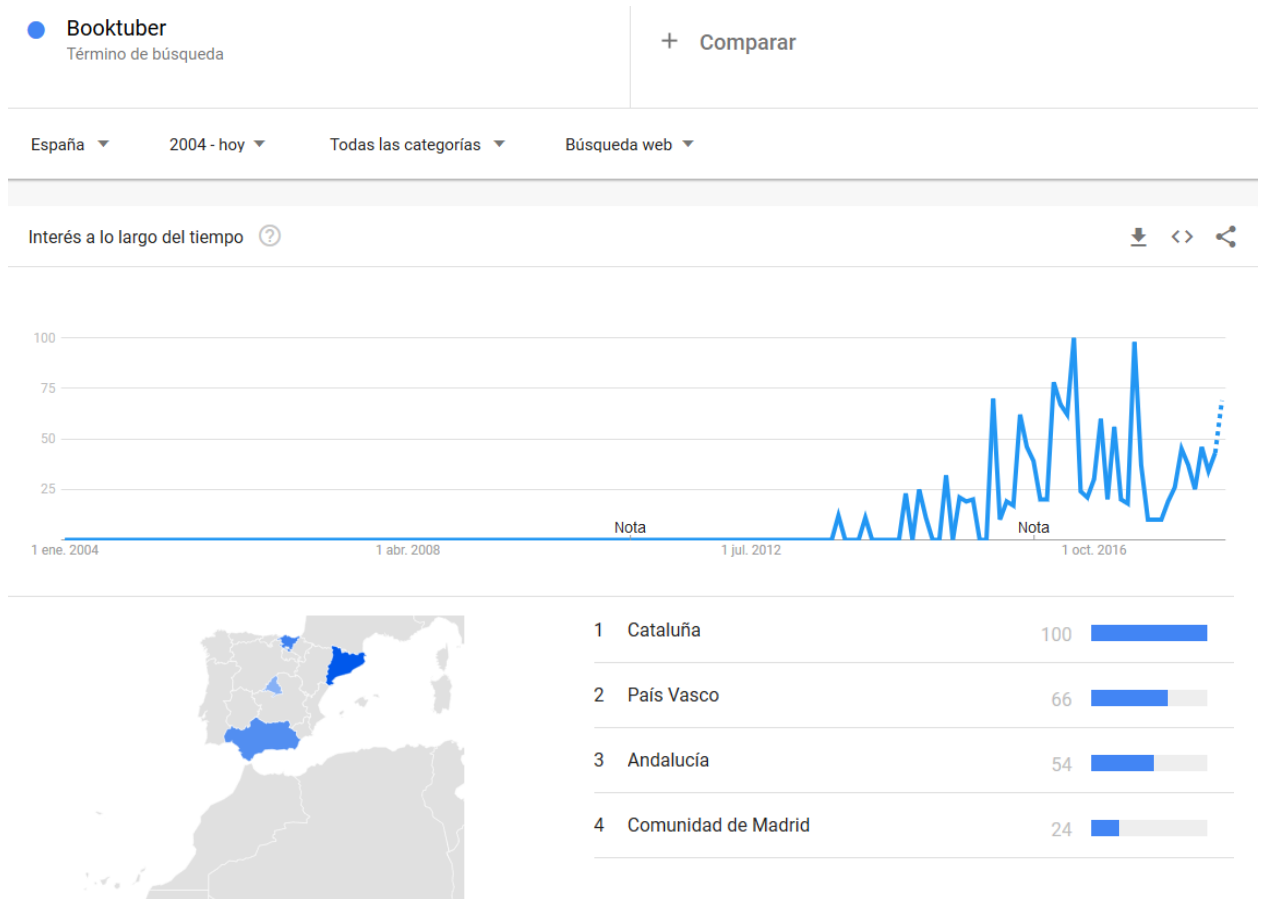 Booktuber
Término de búsqueda
+ Comparar
España
2004 - hoy
Todas las categorías
Búsqueda web
Interés a lo largo del tiempo ?
100
75
50
25
Nota
Nota
1 ene. 2004
1 abr. 2008
1 jul. 2012
1 oct. 2016
1 Cataluña 100
2 País Vasco 66
3 Andalucía 54
4 Comunidad de Madrid 24